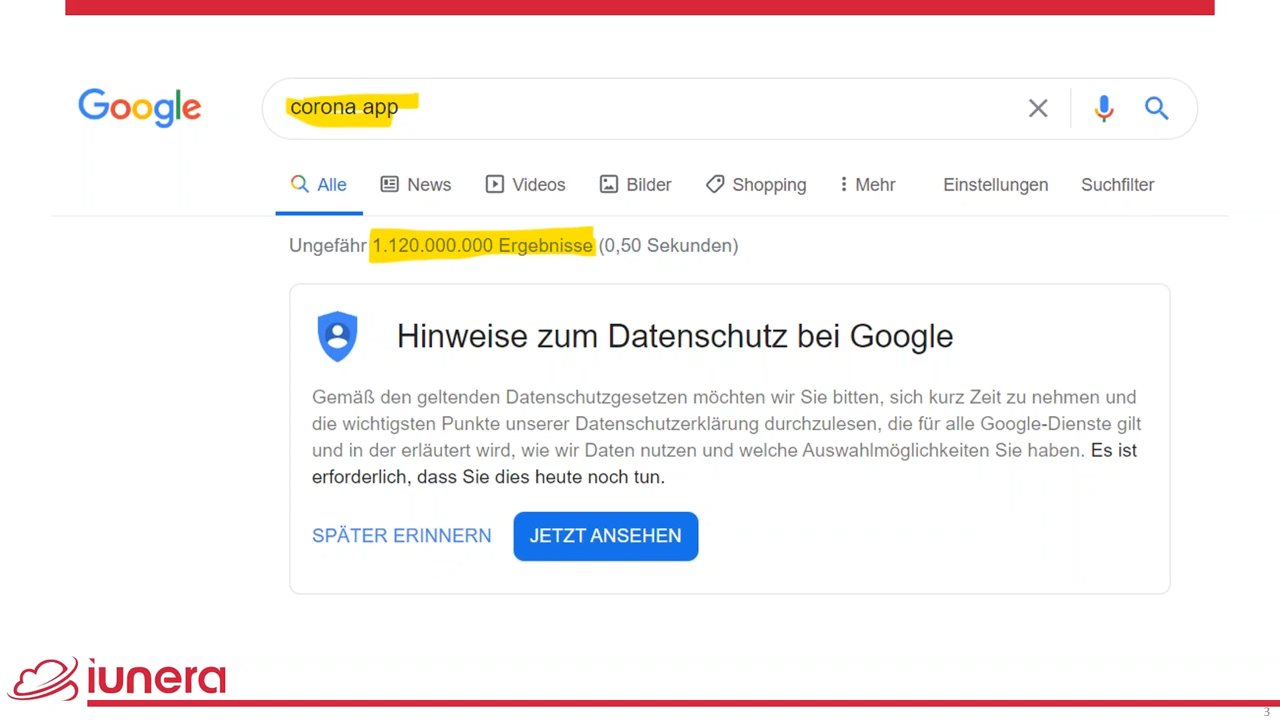 Google
corona app
Alle News Videos Bilder Shopping Mehr Einstellungen Suchfilter
Ungefähr 1.120.000.000 Ergebnisse (0,50 Sekunden)
Hinweise zum Datenschutz bei Google
Gemäß den geltenden Datenschutzgesetzen möchten wir Sie bitten, sich kurz Zeit zu nehmen und
die wichtigsten Punkte unserer Datenschutzerklärung durchzulesen, die für alle Google-Dienste gilt
und in der erläutert wird, wie wir Daten nutzen und welche Auswahlmöglichkeiten Sie haben. Es ist
erforderlich, dass Sie dies heute noch tun.
SPÄTER ERINNERN JETZT ANSEHEN
iunera
3